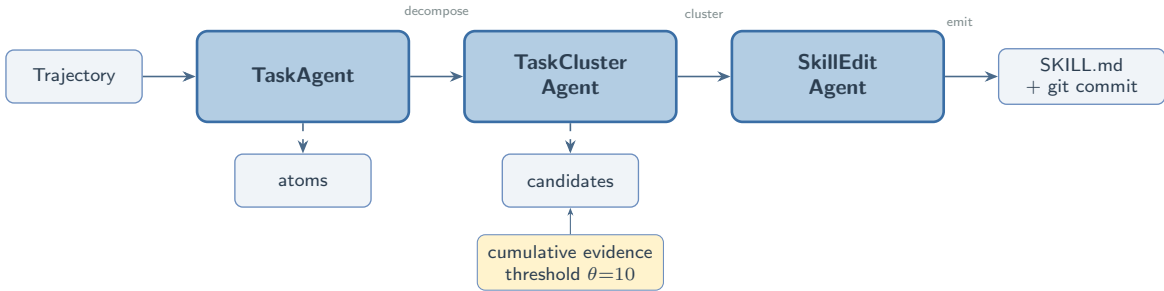 decompose
cluster
emit
Trajectory
TaskAgent
TaskCluster
Agent
SkillEdit
Agent
SKILL.md
+ git commit
atoms
candidates
cumulative evidence
threshold θ=10